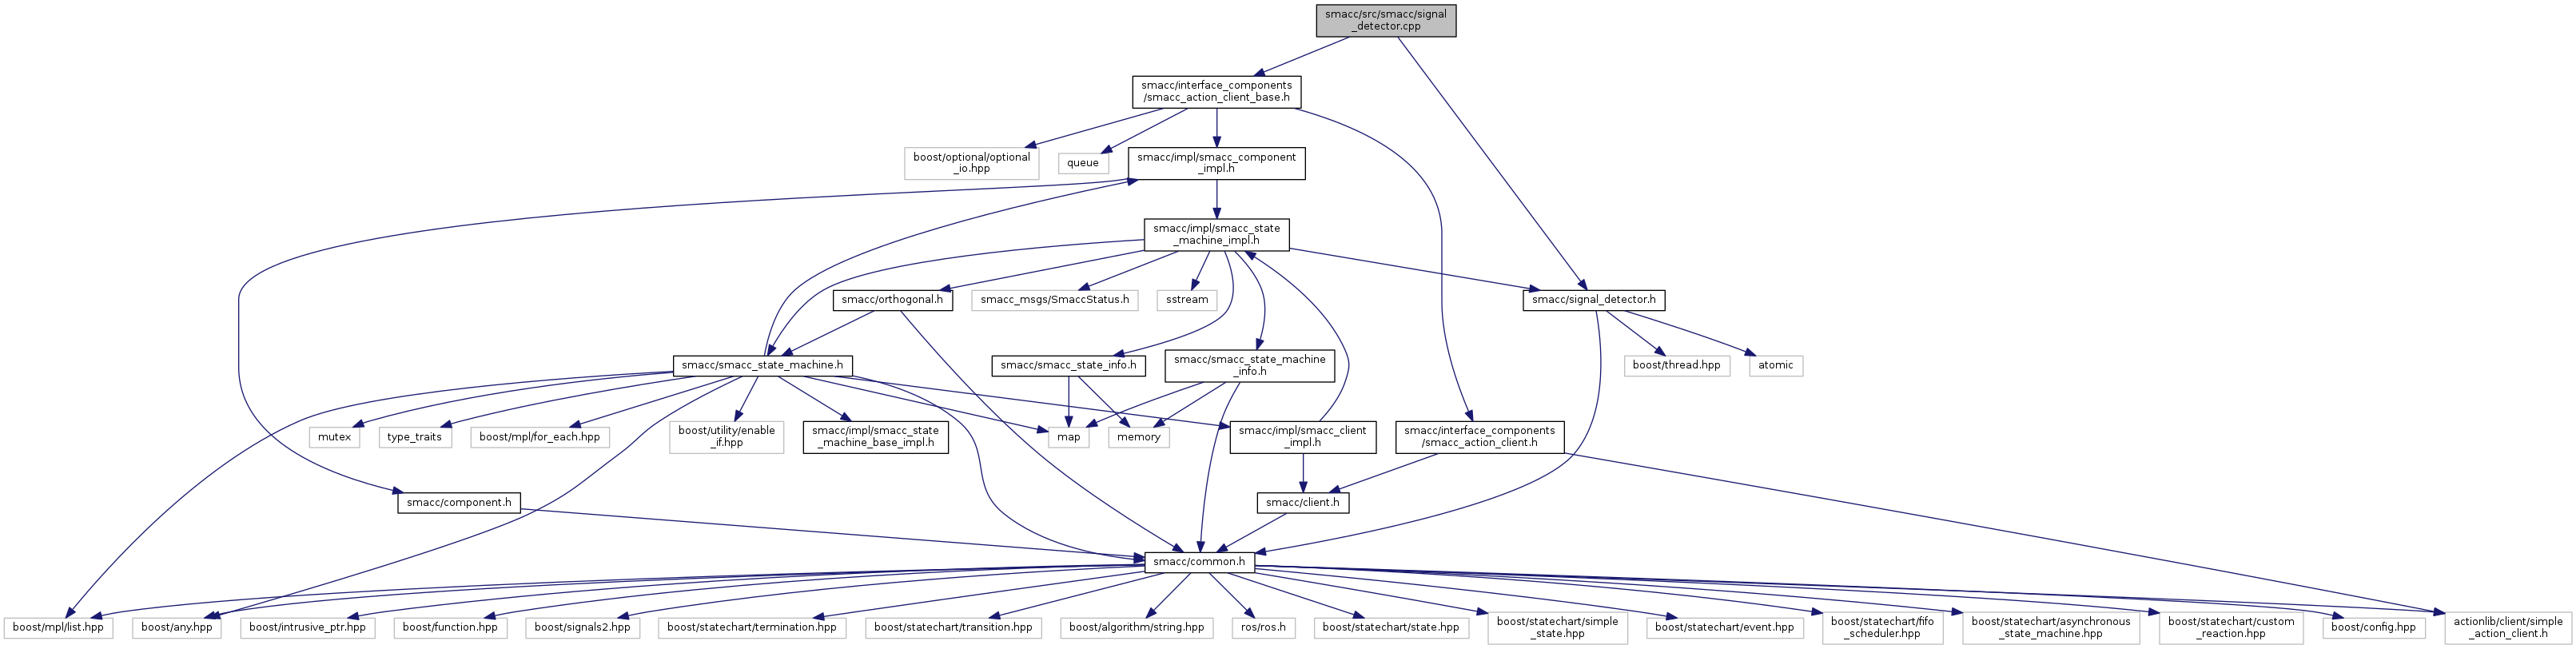 smacc/src/smacc/signal
_detector.cpp
smacc/interface_components
/smacc_action_client_base.h
boost/optional/optional
_io.hpp
queue
smacc/impl/smacc_component
_impl.h
smacc/impl/smacc_state
_machine_impl.h
smacc/orthogonal.h
smacc_msgs/SmaccStatus.h
sstream
smacc/signal_detector.h
smacc/smacc_state_machine.h
smacc/smacc_state_info.h
smacc/smacc_state_machine
_info.h
boost/thread.hpp
atomic
mutex
type_traits
boost/mpl/for_each.hpp
boost/utility/enable
_if.hpp
smacc/impl/smacc_state
_machine_base_impl.h
map
memory
smacc/impl/smacc_client
_impl.h
smacc/interface_components
/smacc_action_client.h
smacc/component.h
smacc/client.h
smacc/common.h
boost/mpl/list.hpp
boost/any.hpp
boost/intrusive_ptr.hpp
boost/function.hpp
boost/signals2.hpp
boost/statechart/termination.hpp
boost/statechart/transition.hpp
boost/algorithm/string.hpp
ros/ros.h
boost/statechart/state.hpp
boost/statechart/simple
_state.hpp
boost/statechart/event.hpp
boost/statechart/fifo
_scheduler.hpp
boost/statechart/asynchronous
_state_machine.hpp
boost/statechart/custom
_reaction.hpp
boost/config.hpp
actionlib/client/simple
_action_client.h